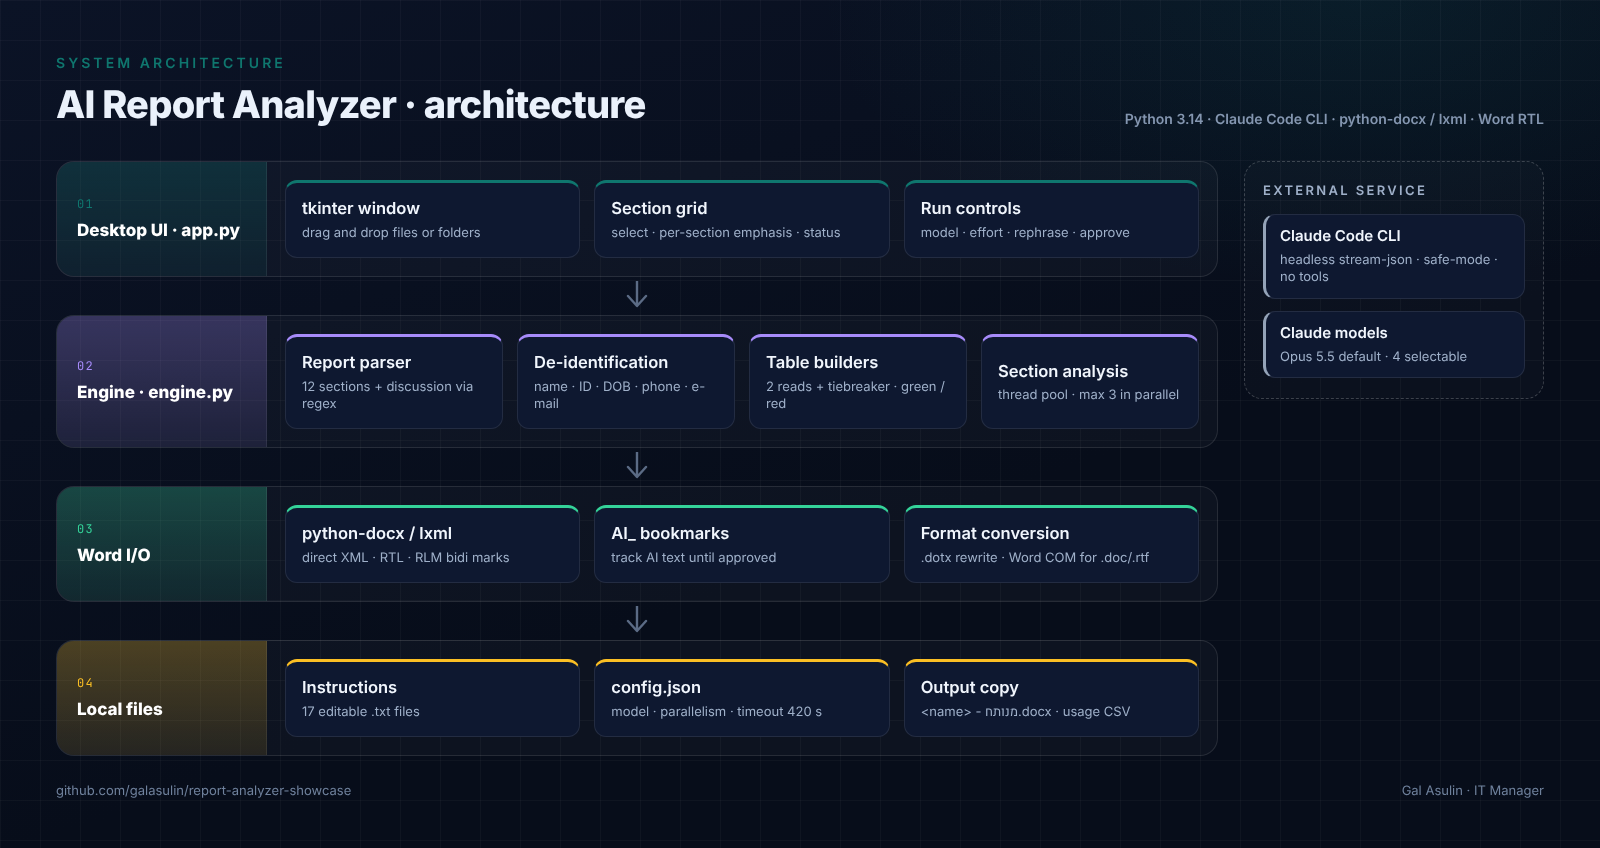 SYSTEM ARCHITECTURE
AI Report Analyzer · architecture
Python 3.14 · Claude Code CLI · python-docx / lxml · Word RTL
01
Desktop UI · app.py
tkinter window
drag and drop files or folders
Section grid
select · per-section emphasis · status
Run controls
model · effort · rephrase · approve
EXTERNAL SERVICE
Claude Code CLI
headless stream-json · safe-mode ·
no tools
Claude models
Opus 5.5 default · 4 selectable
02
Engine · engine.py
Report parser
12 sections + discussion via
regex
De-identification
name · ID · DOB · phone · e-
mail
Table builders
2 reads + tiebreaker · green /
red
Section analysis
thread pool · max 3 in parallel
03
Word I/O
python-docx / lxml
direct XML · RTL · RLM bidi marks
AI_ bookmarks
track AI text until approved
Format conversion
.dotx rewrite · Word COM for .doc/.rtf
04
Local files
Instructions
17 editable .txt files
config.json
model · parallelism · timeout 420 s
Output copy
<name> - מנותח.docx · usage CSV
github.com/galasulin/report-analyzer-showcase
Gal Asulin · IT Manager